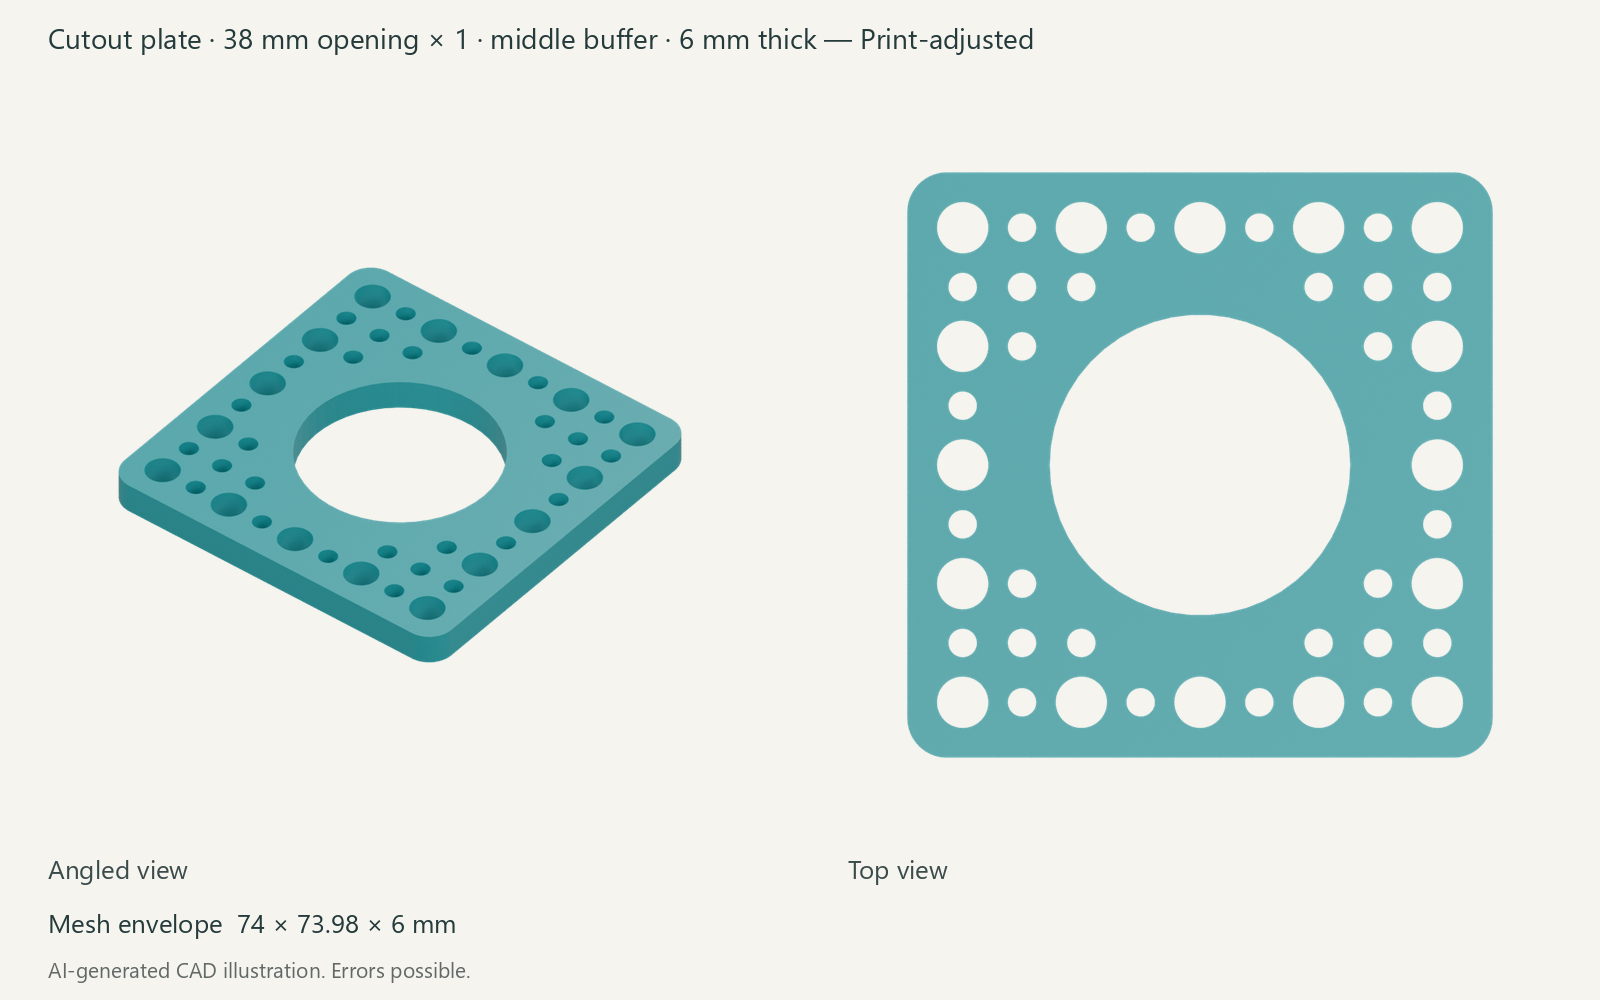 Cutout plate · 38 mm opening × 1 · middle buffer · 6 mm thick — Print-adjusted
Angled view
Top view
Mesh envelope 74 × 73.98 × 6 mm
AI-generated CAD illustration. Errors possible.